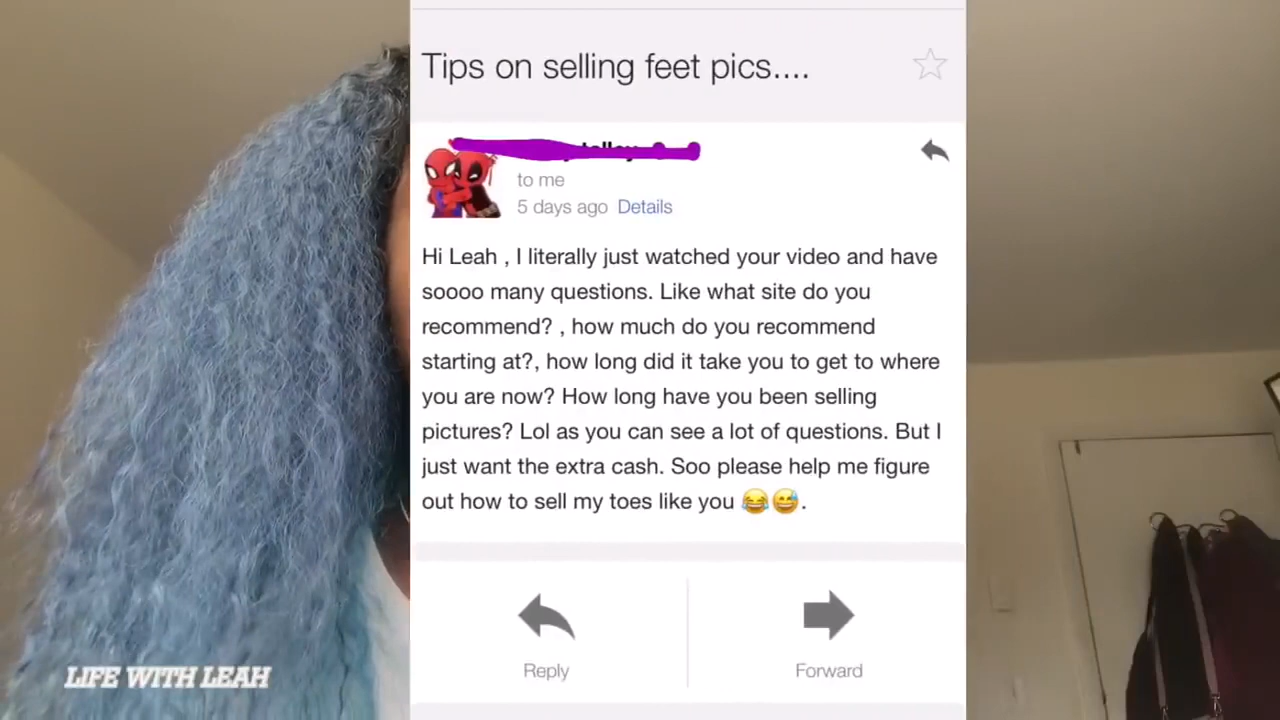 Tips on selling feet pics....
to me
5 days ago Details
Hi Leah , I literally just watched your video and have
soooo many questions. Like what site do you
recommend? , how much do you recommend
starting at?, how long did it take you to get to where
you are now? How long have you been selling
pictures? Lol as you can see a lot of questions. But I
just want the extra cash. Soo please help me figure
out how to sell my toes like you 😂😅.
Reply Forward
LIFE WITH LEAH